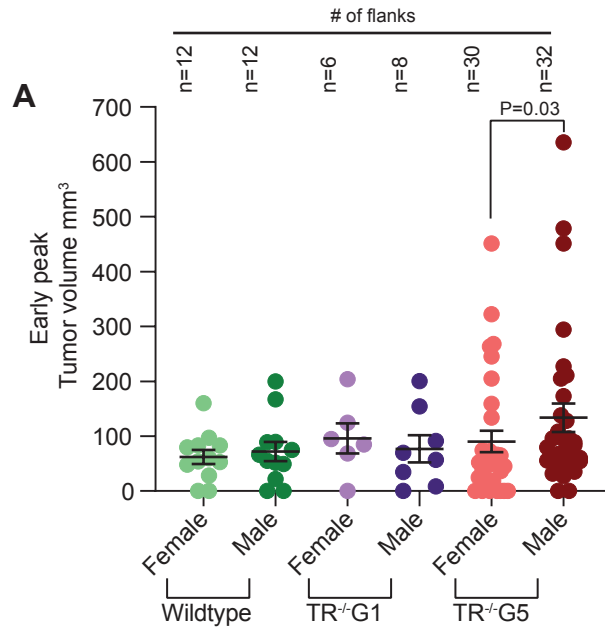 # of flanks
n=12
n=12
n=6
n=8
n=30
n=32
A
P=0.03
Early peak
Tumor volume mm³
700
600
500
400
300
200
100
0
Female
Male
Female
Male
Female
Male
Wildtype
TR⁻/⁻G1
TR⁻/⁻G5